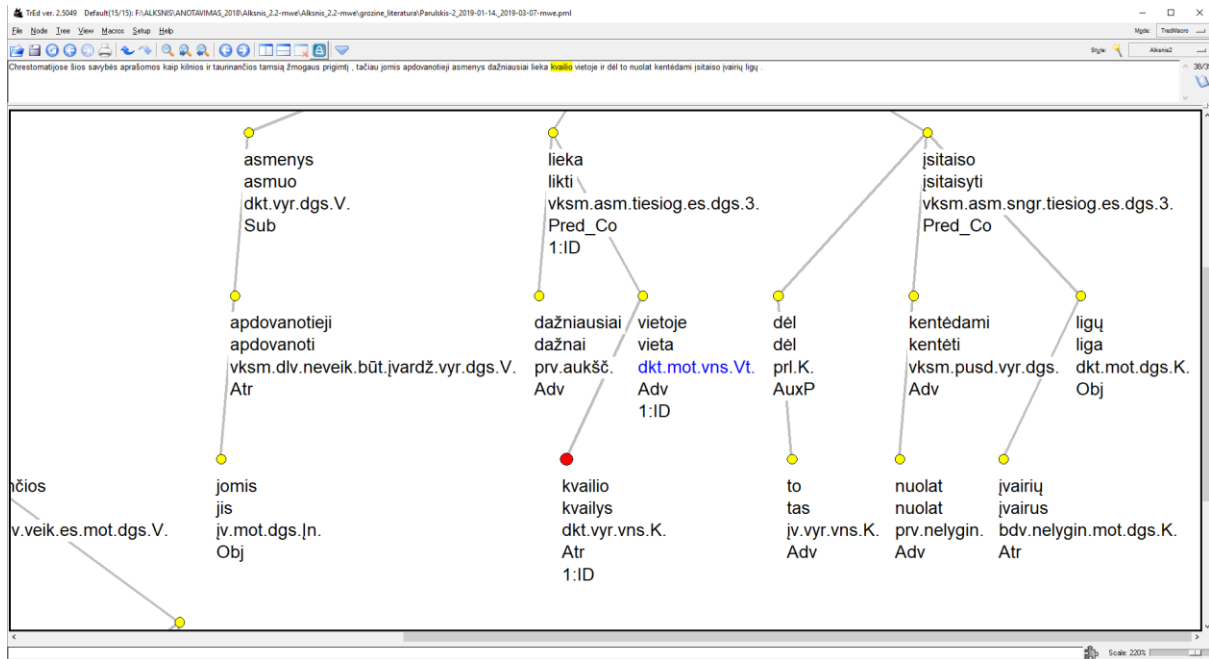 TrEd ver. 2.5049 Default(15/15): F:\ALKSNIS\ANOTAVIMAS_2018\Alksnis_2.2-mwe\Alksnis_2.2-mwe\grozine_literatura\Parulskis-2_2019-01-14._2019-03-07-mwe.pml
File Node Tree View Macros Setup Help
Mode: TredMacro
Style: Alksnis2
Chrestomatijose šios savybės aprašomos kaip kilnios ir taurinančios tamsią žmogaus prigimtį , tačiau jomis apdovanotieji asmenys dažniausiai lieka kvailio vietoje ir dėl to nuolat kentėdami įsitaiso įvairių ligų .
asmenys lieka įsitaiso
asmuo likti įsitaisyti
dkt.vyr.dgs.V. vksm.asm.tiesiog.es.dgs.3. vksm.asm.sngr.tiesiog.es.dgs.3.
Sub Pred_Co Pred_Co
1:ID
apdovanotieji dažniausiai vietoje dėl kentėdami ligų
apdovanoti dažnai vieta dėl kentėti liga
vksm.dlv.neveik.būt.įvardž.vyr.dgs.V. prv.aukšč. dkt.mot.vns.Vt. prl.K. vksm.pusd.vyr.dgs. dkt.mot.dgs.K.
Atr Adv Adv AuxP Adv Obj
1:ID
nčios jomis kvailio to nuolat įvairių
jis kvailys tas nuolat įvairus
v.veik.es.mot.dgs.V. įv.mot.dgs.Įn. dkt.vyr.vns.K. įv.vyr.vns.K. prv.nelygin. bdv.nelygin.mot.dgs.K.
Obj Atr Adv Adv Atr
1:ID
Scale: 220%